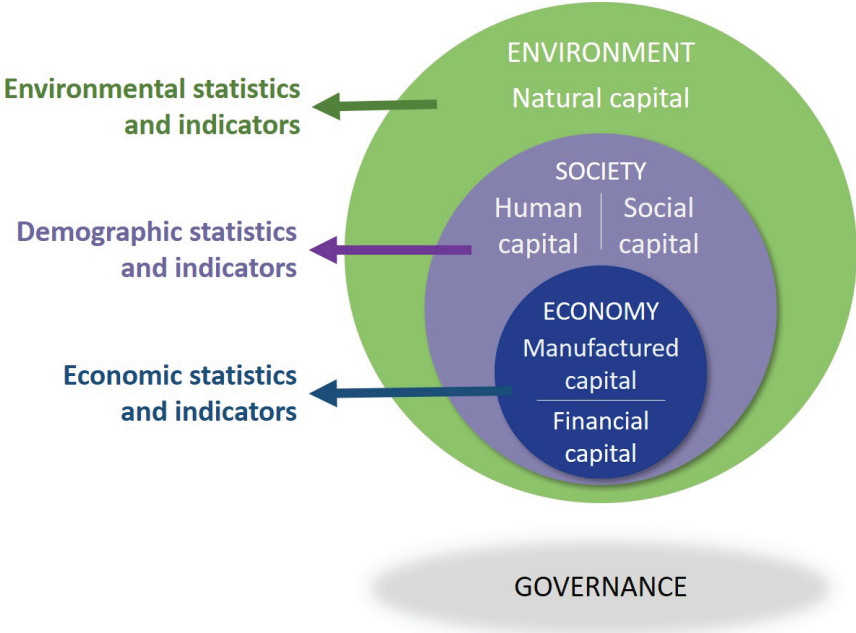 ENVIRONMENT
Natural capital
Environmental statistics
and indicators
SOCIETY
Human
capital
Social
capital
Demographic statistics
and indicators
ECONOMY
Manufactured
capital
Financial
capital
Economic statistics
and indicators
GOVERNANCE